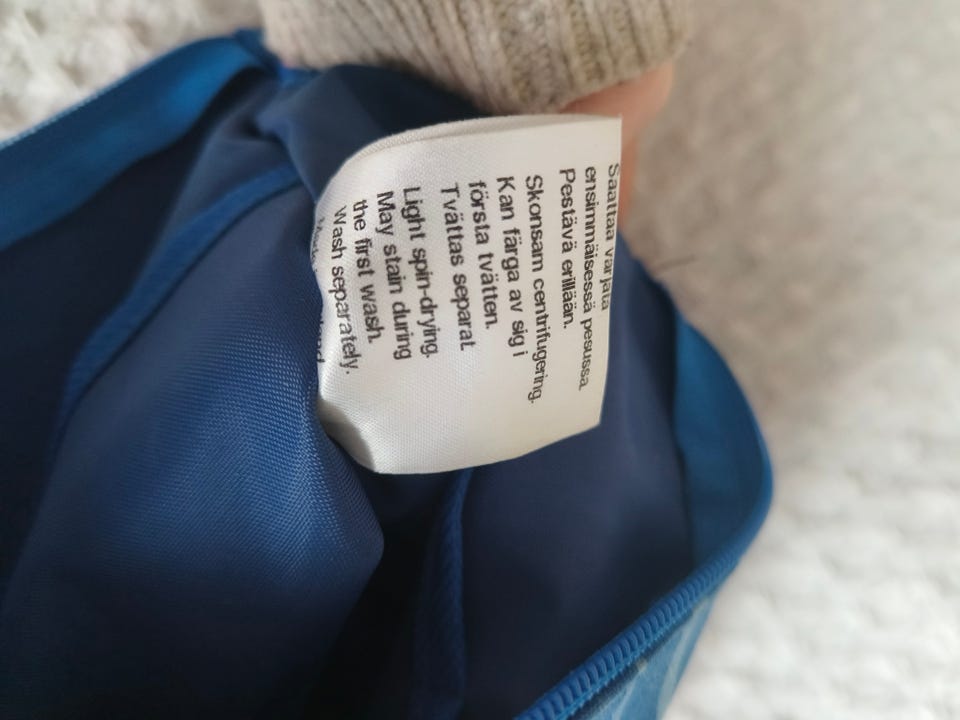 Saattaa värjätä
ensimmäisessä pesussa.
Pestävä erillään.
Skonsam centrifugering.
Kan färga av sig i
första tvätten.
Tvättas separat.
Light spin-drying.
May stain during
the first wash.
Wash separately.